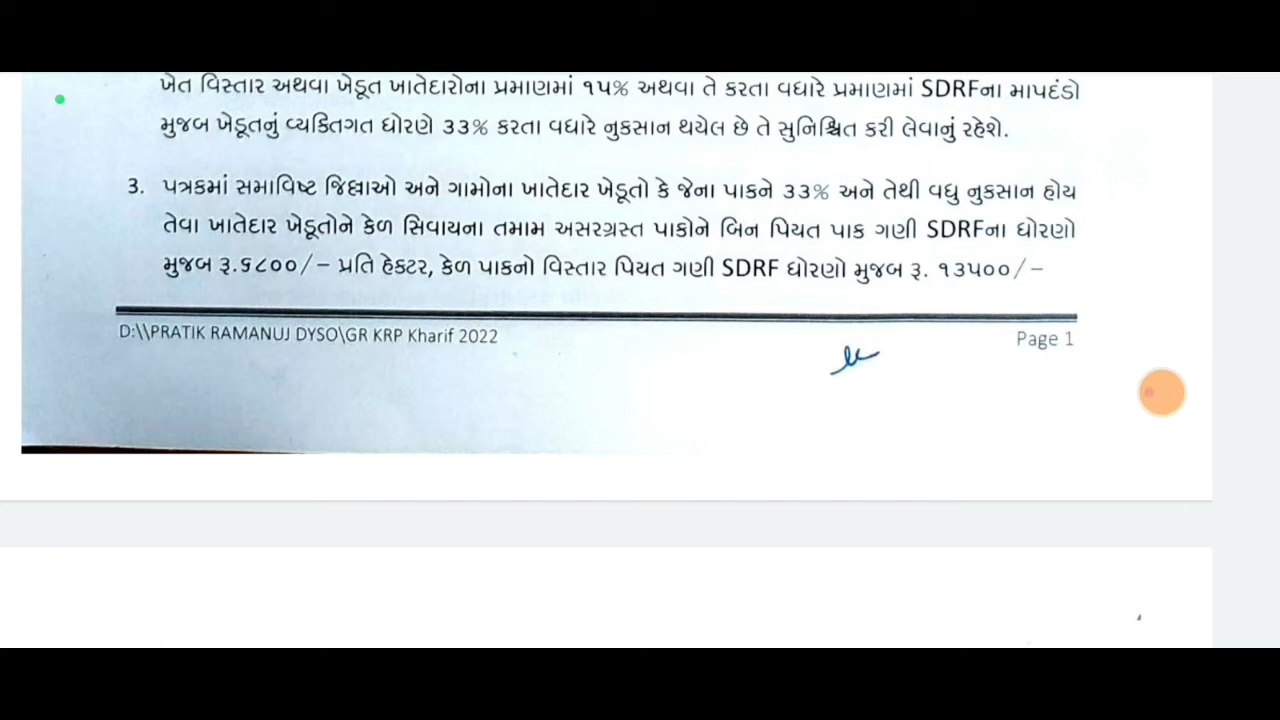 ખેત વિસ્તાર અથવા ખેડૂત ખાતેદારોના પ્રમાણમાં ૧૫% અથવા તે કરતા વધારે પ્રમાણમાં SDRFના માપદંડો
મુજબ ખેડૂતનું વ્યક્તિગત ધોરણે ૩૩% કરતા વધારે નુકસાન થયેલ છે તે સુનિશ્ચિત કરી લેવાનું રહેશે.
૩. પત્રકમાં સમાવિષ્ટ જિલ્લાઓ અને ગામોના ખાતેદાર ખેડૂતો કે જેના પાકને ૩૩% અને તેથી વધુ નુકસાન હોય
તેવા ખાતેદાર ખેડૂતોને કેળ સિવાયના તમામ અસરગ્રસ્ત પાકોને બિન પિયત પાક ગણી SDRFના ધોરણો
મુજબ રૂ.૬૮૦૦/- પ્રતિ હેકટર, કેળ પાકનો વિસ્તાર પિયત ગણી SDRF ધોરણો મુજબ રૂ. ૧૩૫૦૦/-
D:\\PRATIK RAMANUJ DYSO\GR KRP Kharif 2022 Page 1